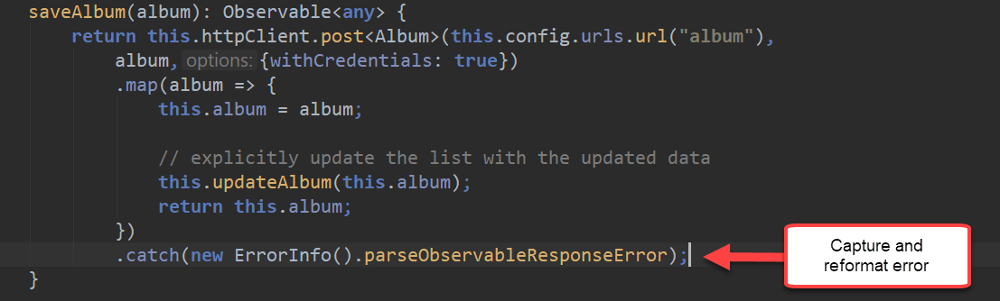 saveAlbum(album): Observable<any> {
return this.httpClient.post<Album>(this.config.urls.url("album"),
album, options: {withCredentials: true})
.map(album => {
this.album = album;
// explicitly update the list with the updated data
this.updateAlbum(this.album);
return this.album;
})
.catch(new ErrorInfo().parseObservableResponseError);
}
Capture and
reformat error